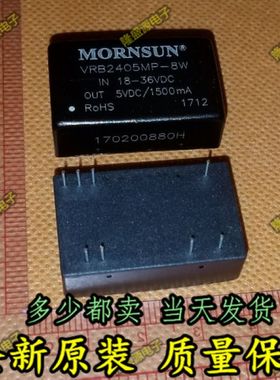 MORNSUN®
VRB2405MP-8W
IN 18-36VDC
OUT 5VDC/1500mA
RoHS 1712
170200880H
多少都卖 当天发货
全新原装 质量保